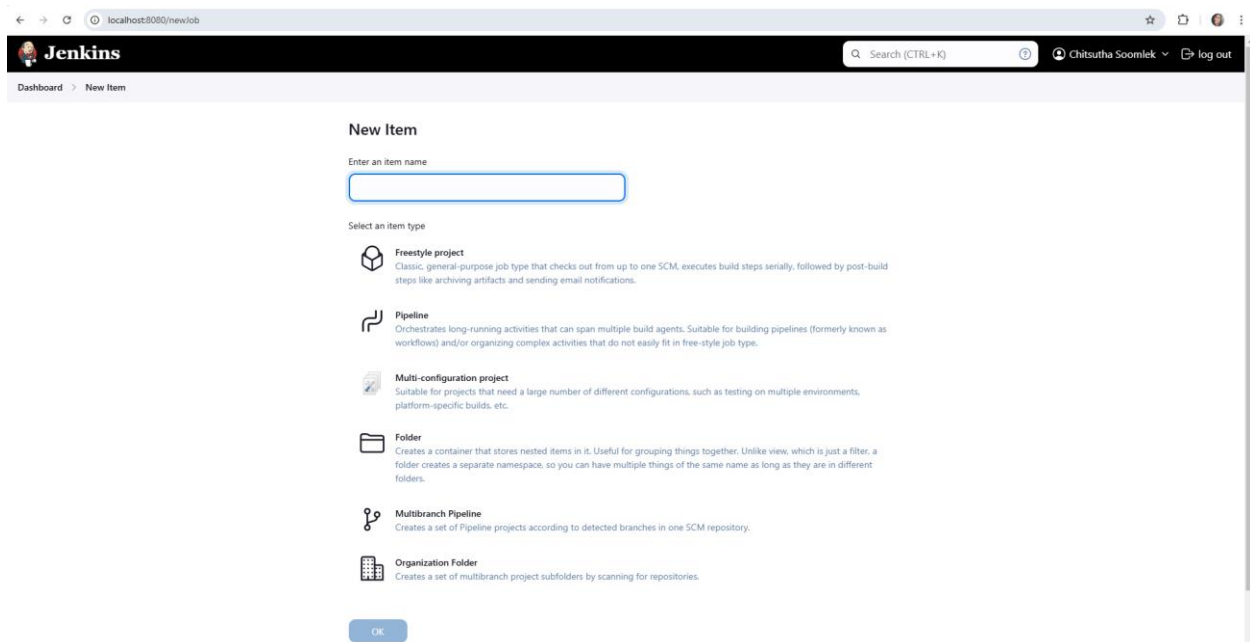 localhost:8080/newJob
Jenkins
Search (CTRL+K)
Chitsutha Soomlek
log out
Dashboard > New Item
New Item
Enter an item name
Select an item type
Freestyle project
Classic, general-purpose job type that checks out from up to one SCM, executes build steps serially, followed by post-build
steps like archiving artifacts and sending email notifications.
Pipeline
Orchestrates long-running activities that can span multiple build agents. Suitable for building pipelines (formerly known as
workflows) and/or organizing complex activities that do not easily fit in free-style job type.
Multi-configuration project
Suitable for projects that need a large number of different configurations, such as testing on multiple environments,
platform-specific builds, etc.
Folder
Creates a container that stores nested items in it. Useful for grouping things together. Unlike view, which is just a filter, a
folder creates a separate namespace, so you can have multiple things of the same name as long as they are in different
folders.
Multibranch Pipeline
Creates a set of Pipeline projects according to detected branches in one SCM repository.
Organization Folder
Creates a set of multibranch project subfolders by scanning for repositories.
OK